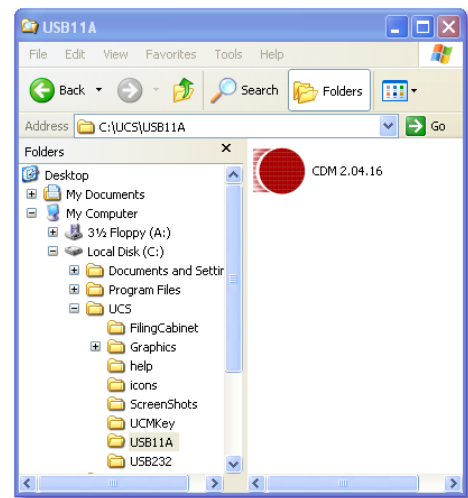 USB11A
File Edit View Favorites Tools Help
Back Search Folders
Address C:\UCS\USB11A Go
Folders x
CDM 2.04.16
Desktop
My Documents
My Computer
3½ Floppy (A:)
Local Disk (C:)
Documents and Settin
Program Files
UCS
FilingCabinet
Graphics
help
icons
ScreenShots
UCMKey
USB11A
USB232